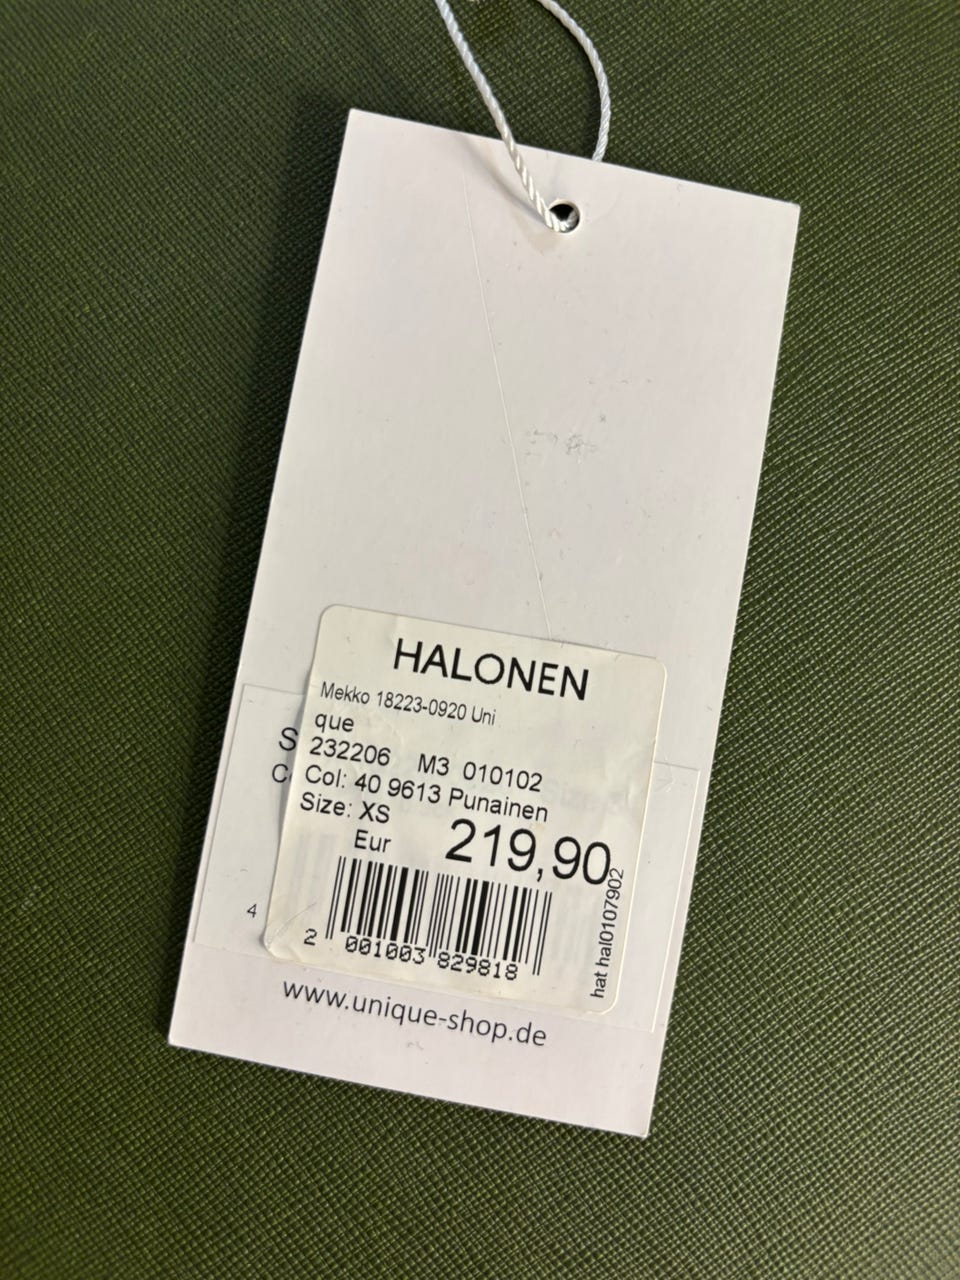 HALONEN
Mekko 18223-0920 Uni
que
232206 M3 010102
Col: 40 9613 Punainen
Size: XS
Eur 219,90
hat hal0107902
2 001003 829818
4
www.unique-shop.de